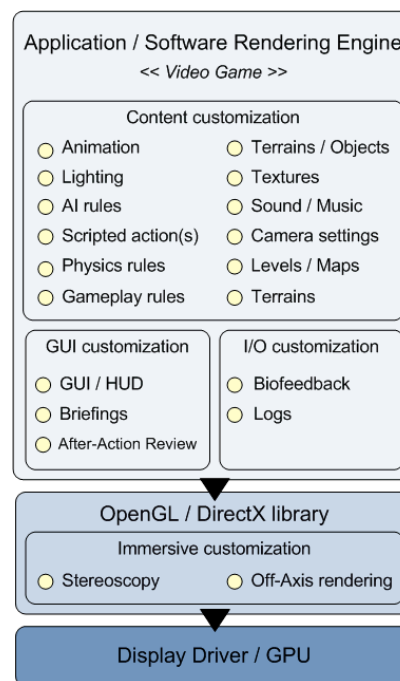 Application / Software Rendering Engine
<< Video Game >>
Content customization
Animation
Lighting
AI rules
Scripted action(s)
Physics rules
Gameplay rules
Terrains / Objects
Textures
Sound / Music
Camera settings
Levels / Maps
Terrains
GUI customization
GUI / HUD
Briefings
After-Action Review
I/O customization
Biofeedback
Logs
OpenGL / DirectX library
Immersive customization
Stereoscopy
Off-Axis rendering
Display Driver / GPU